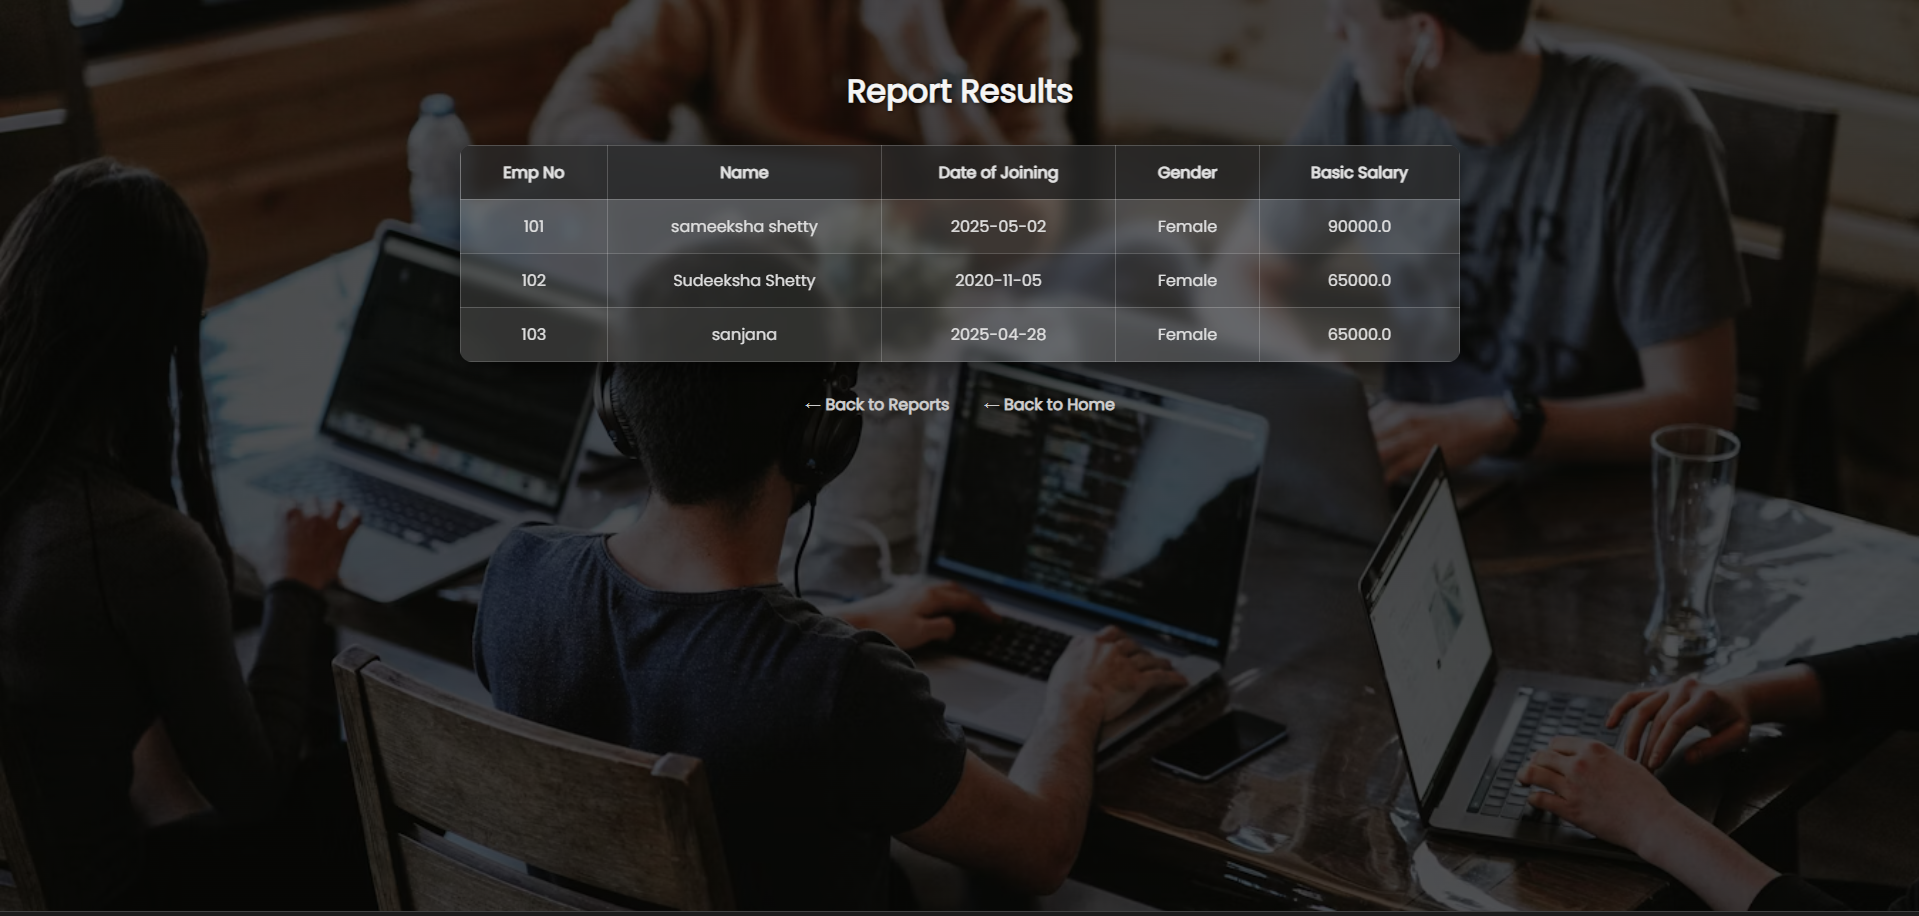 Report Results
Emp No Name Date of Joining Gender Basic Salary
101 sameeksha shetty 2025-05-02 Female 90000.0
102 Sudeeksha Shetty 2020-11-05 Female 65000.0
103 sanjana 2025-04-28 Female 65000.0
← Back to Reports ← Back to Home